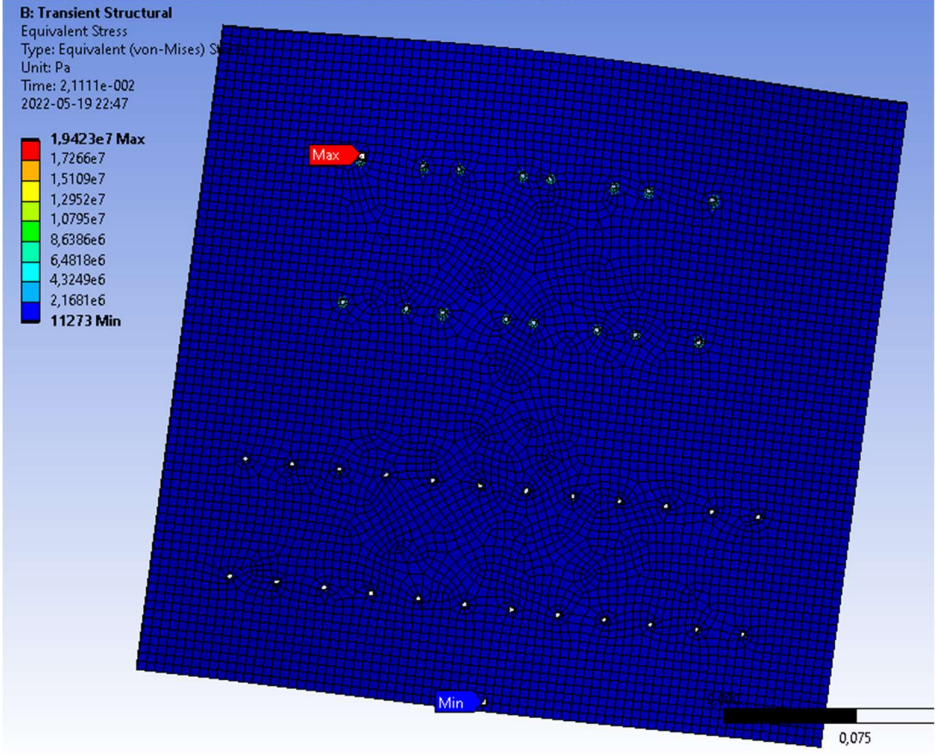 B: Transient Structural
Equivalent Stress
Type: Equivalent (von-Mises)
Unit: Pa
Time: 2,1111e-002
2022-05-19 22:47
1,9423e7 Max
1,7266e7
1,5109e7
1,2952e7
1,0795e7
8,6386e6
6,4818e6
4,3249e6
2,1681e6
11273 Min
Max
Min
0,075